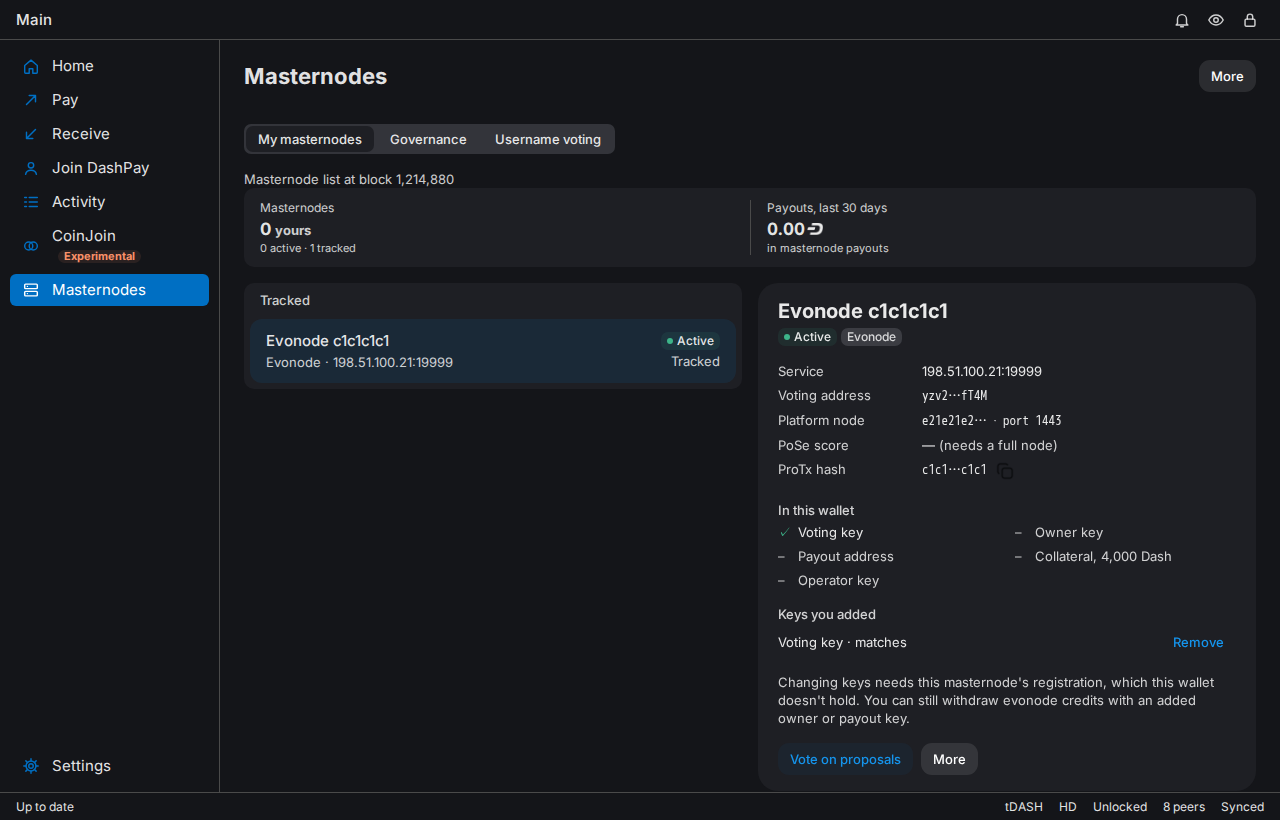 Main
Home
Pay
Receive
Join DashPay
Activity
CoinJoin
Experimental
Masternodes
Settings
Masternodes
More
My masternodes
Governance
Username voting
Masternode list at block 1,214,880
Masternodes
0 yours
0 active · 1 tracked
Payouts, last 30 days
0.00
in masternode payouts
Tracked
Evonode c1c1c1c1
Active
Evonode · 198.51.100.21:19999
Tracked
Evonode c1c1c1c1
Active
Evonode
Service 198.51.100.21:19999
Voting address yzv2⋯fT4M
Platform node e21e21e2⋯ · port 1443
PoSe score — (needs a full node)
ProTx hash c1c1⋯c1c1
In this wallet
✓ Voting key
– Owner key
– Payout address
– Collateral, 4,000 Dash
– Operator key
Keys you added
Voting key · matches
Remove
Changing keys needs this masternode's registration, which this wallet
doesn't hold. You can still withdraw evonode credits with an added
owner or payout key.
Vote on proposals
More
Up to date
tDASH
HD
Unlocked
8 peers
Synced